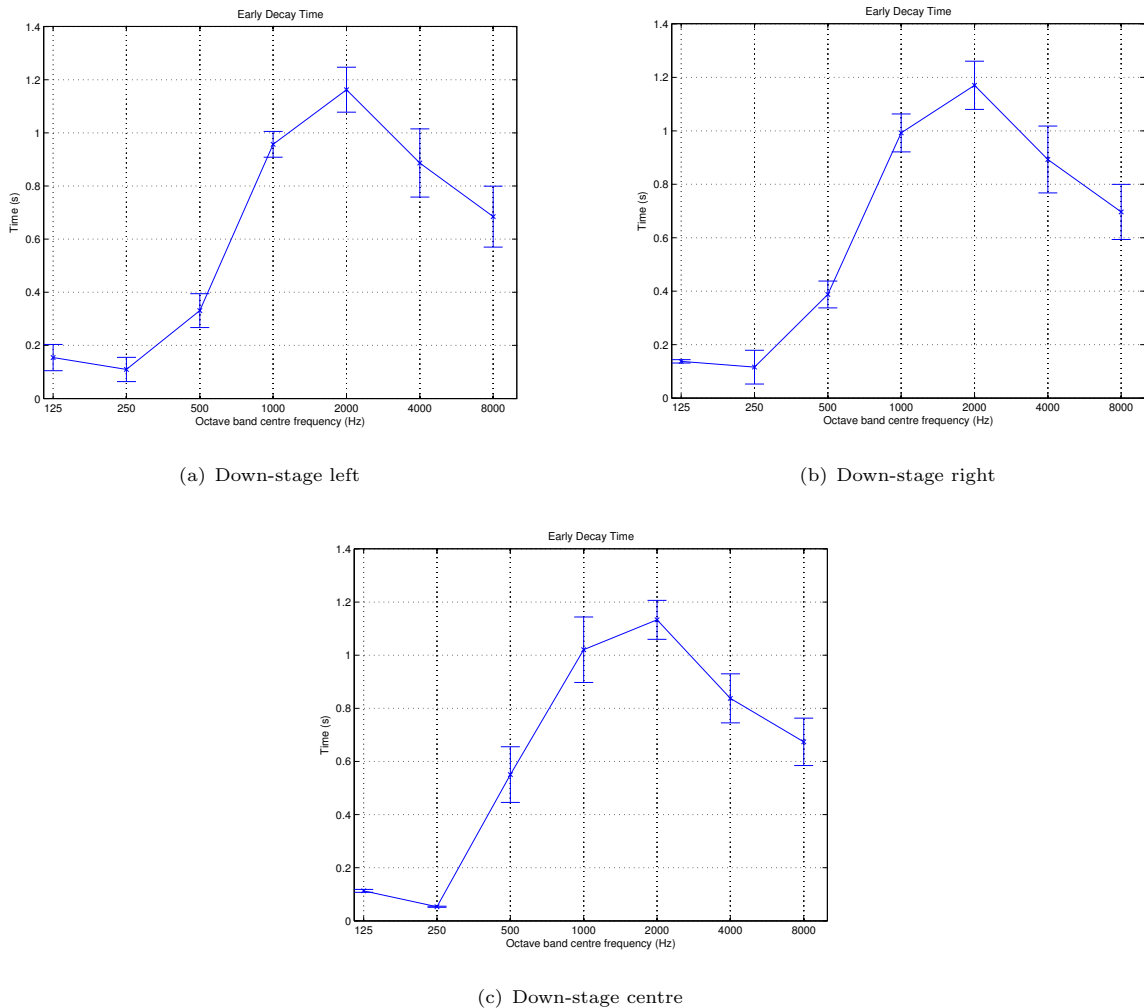 Early Decay Time
1.4
1.2
1
0.8
0.6
0.4
0.2
0
Time (s)
125 250 500 1000 2000 4000 8000
Octave band centre frequency (Hz)
(a) Down-stage left
Early Decay Time
1.4
1.2
1
0.8
0.6
0.4
0.2
0
Time (s)
125 250 500 1000 2000 4000 8000
Octave band centre frequency (Hz)
(b) Down-stage right
Early Decay Time
1.4
1.2
1
0.8
0.6
0.4
0.2
0
Time (s)
125 250 500 1000 2000 4000 8000
Octave band centre frequency (Hz)
(c) Down-stage centre